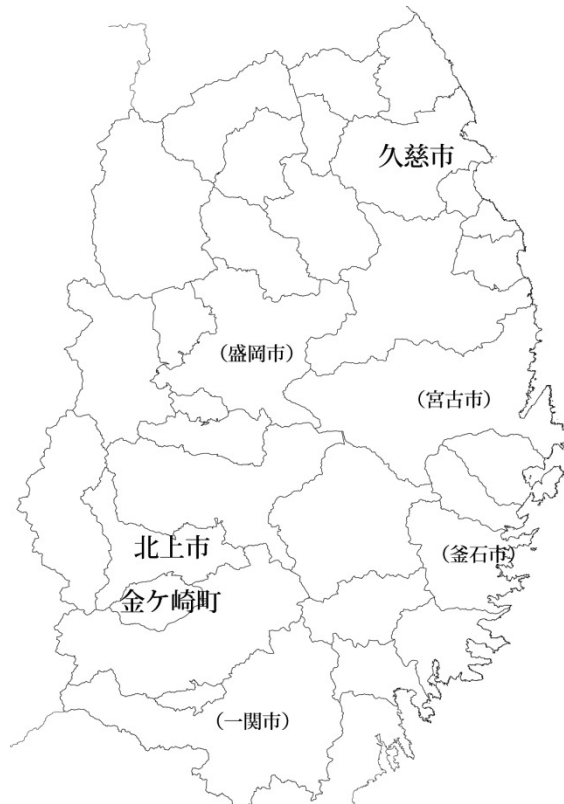 久慈市
（盛岡市）
（宮古市）
北上市
（釜石市）
金ケ崎町
（一関市）